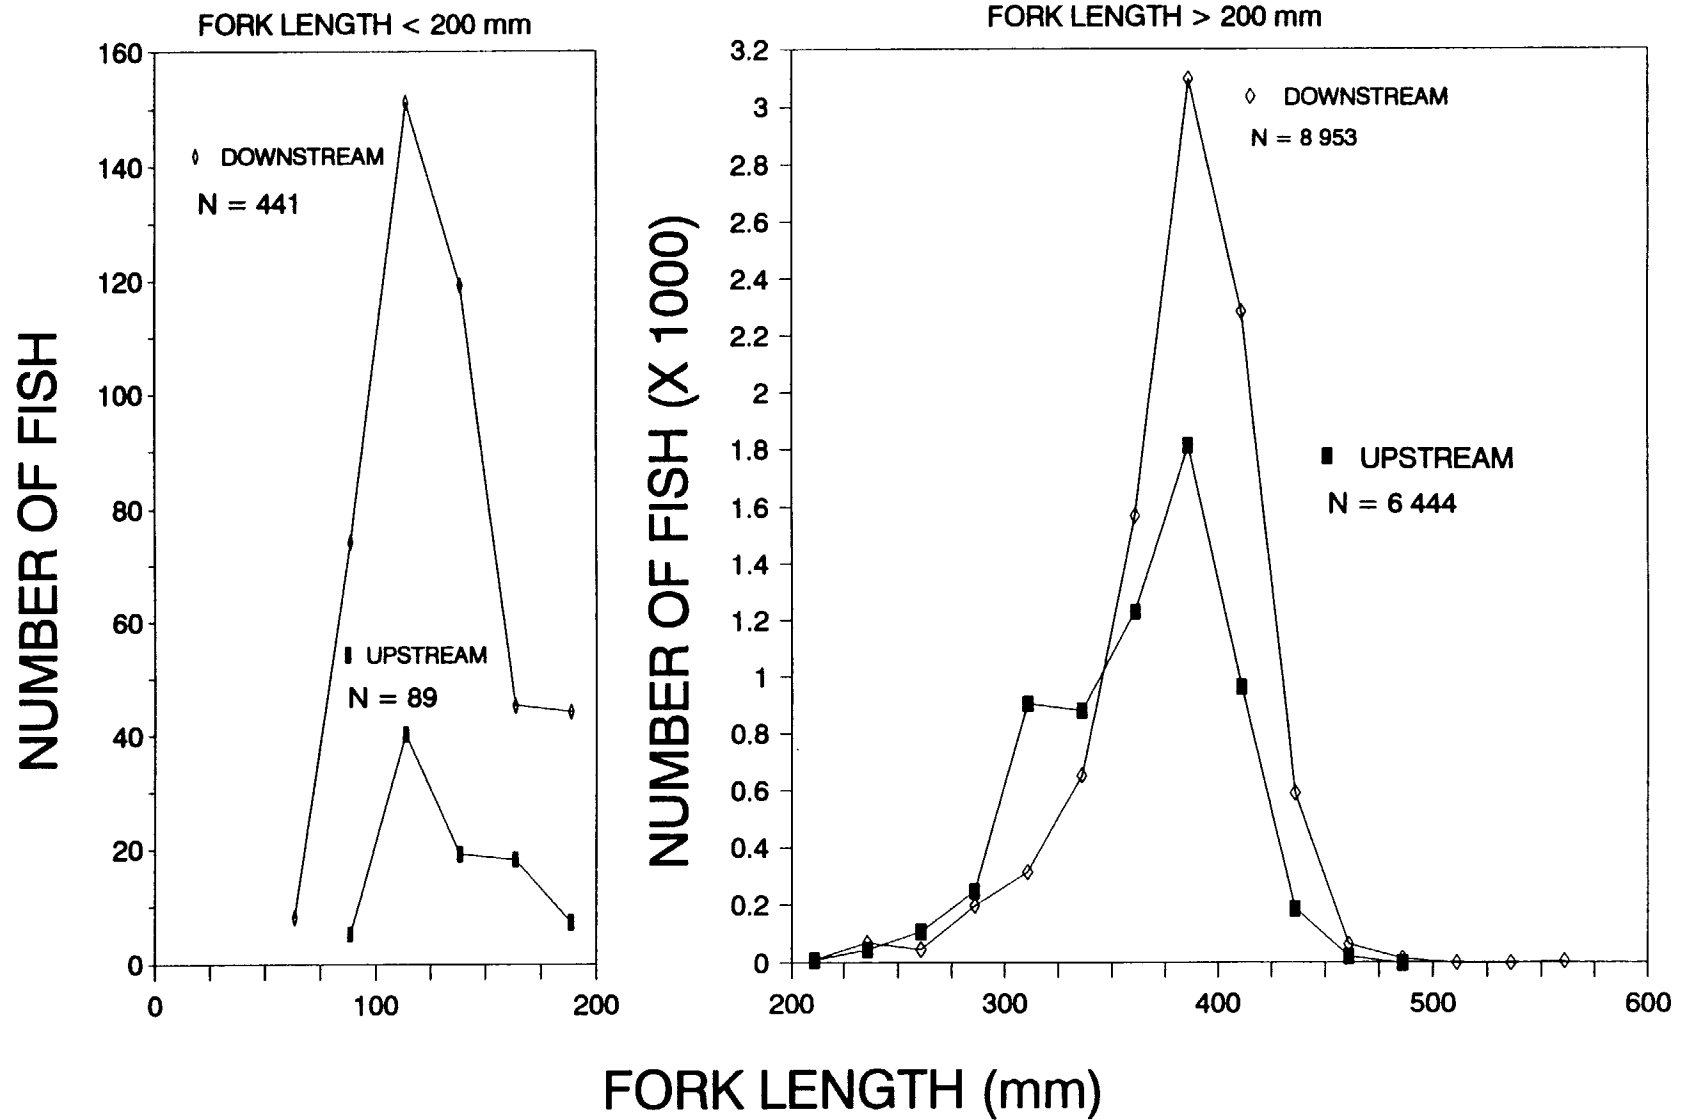 FORK LENGTH < 200 mm
160
140
120
100
80
60
40
20
0
0 100 200
NUMBER OF FISH
DOWNSTREAM
N = 441
UPSTREAM
N = 89
FORK LENGTH > 200 mm
3.2
3
2.8
2.6
2.4
2.2
2
1.8
1.6
1.4
1.2
1
0.8
0.6
0.4
0.2
0
200 300 400 500 600
NUMBER OF FISH (X 1000)
DOWNSTREAM
N = 8 953
UPSTREAM
N = 6 444
FORK LENGTH (mm)